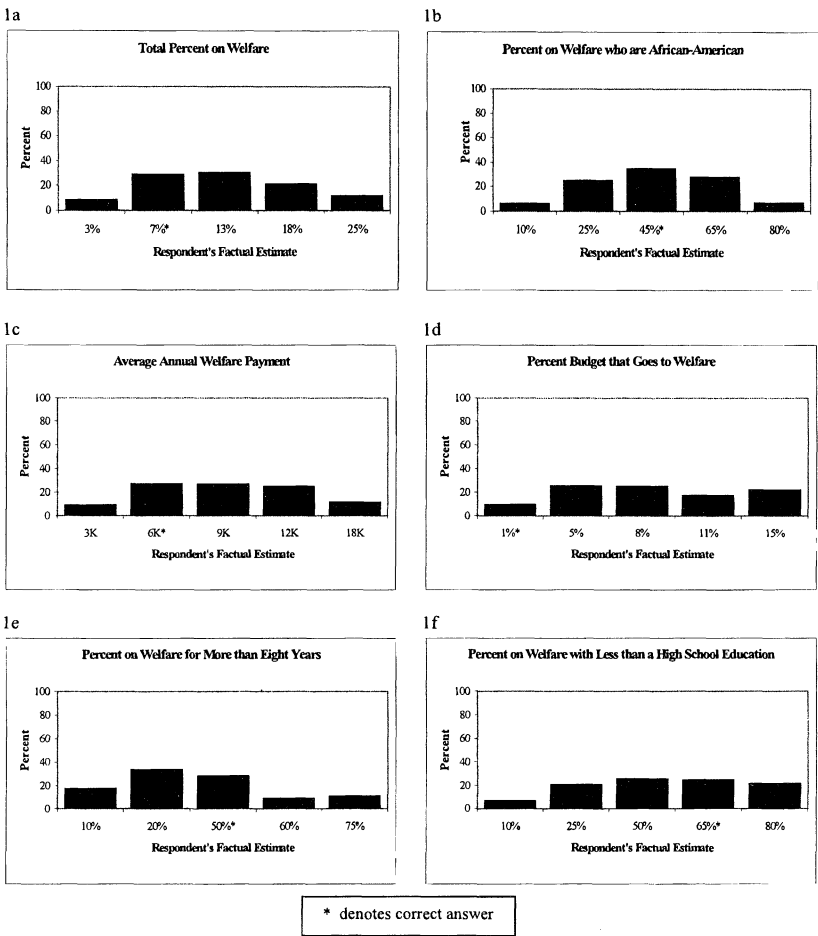 1a
Total Percent on Welfare
100
80
60
40
20
0
Percent
3% 7%* 13% 18% 25%
Respondent's Factual Estimate
1b
Percent on Welfare who are African-American
100
80
60
40
20
0
Percent
10% 25% 45%* 65% 80%
Respondent's Factual Estimate
1c
Average Annual Welfare Payment
100
80
60
40
20
0
Percent
3K 6K* 9K 12K 18K
Respondent's Factual Estimate
1d
Percent Budget that Goes to Welfare
100
80
60
40
20
0
Percent
1%* 5% 8% 11% 15%
Respondent's Factual Estimate
1e
Percent on Welfare for More than Eight Years
100
80
60
40
20
0
Percent
10% 20% 50%* 60% 75%
Respondent's Factual Estimate
1f
Percent on Welfare with Less than a High School Education
100
80
60
40
20
0
Percent
10% 25% 50% 65%* 80%
Respondent's Factual Estimate
* denotes correct answer